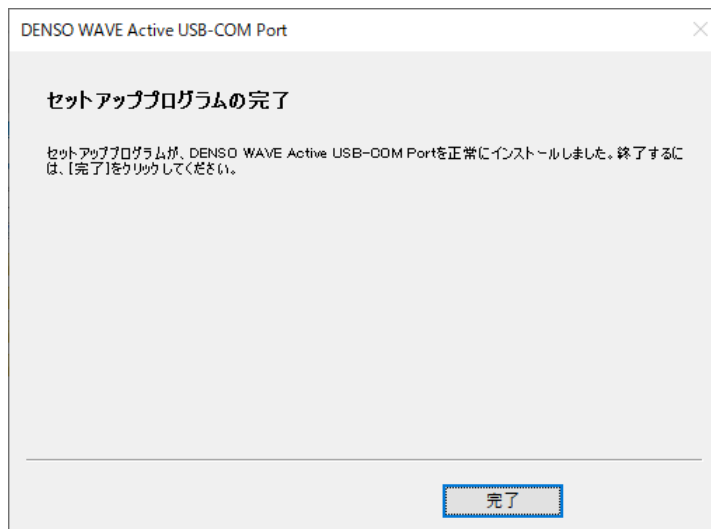 DENSO WAVE Active USB-COM Port
セットアッププログラムの完了
セットアッププログラムが、DENSO WAVE Active USB-COM Portを正常にインストールしました。終了するに
は、[完了]をクリックしてください。
完了